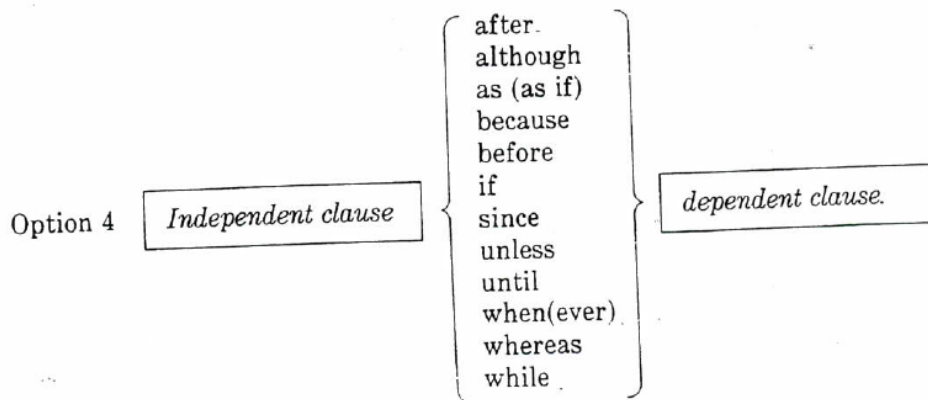 after
although
as (as if)
because
before
if
Option 4 Independent clause since dependent clause.
unless
until
when(ever)
whereas
while